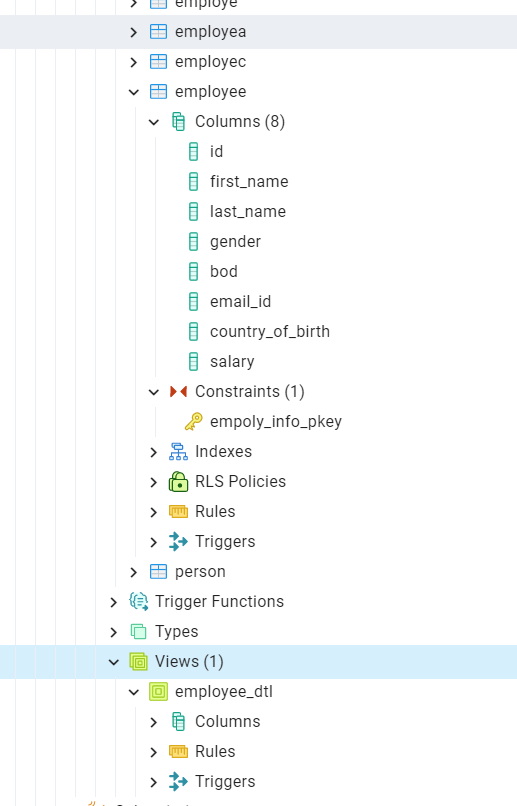 employe
employea
employec
employee
Columns (8)
id
first_name
last_name
gender
bod
email_id
country_of_birth
salary
Constraints (1)
empoly_info_pkey
Indexes
RLS Policies
Rules
Triggers
person
Trigger Functions
Types
Views (1)
employee_dtl
Columns
Rules
Triggers